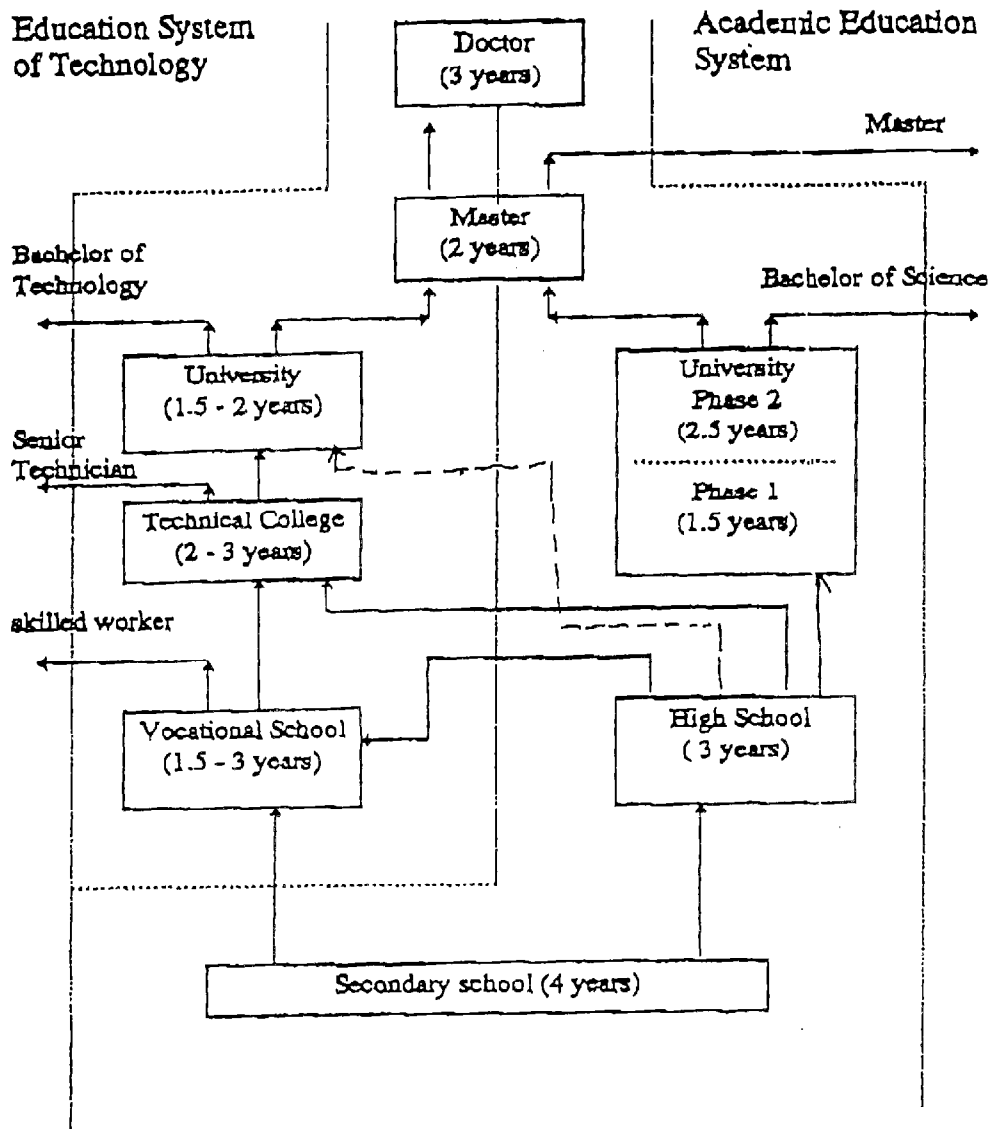 Education System
of Technology
Doctor
(3 years)
Academic Education
System
Master
Master
(2 years)
Bachelor of
Technology
Bachelor of Science
University
(1.5 - 2 years)
University
Phase 2
(2.5 years)
Phase 1
(1.5 years)
Senior
Technician
Technical College
(2 - 3 years)
skilled worker
Vocational School
(1.5 - 3 years)
High School
( 3 years)
Secondary school (4 years)